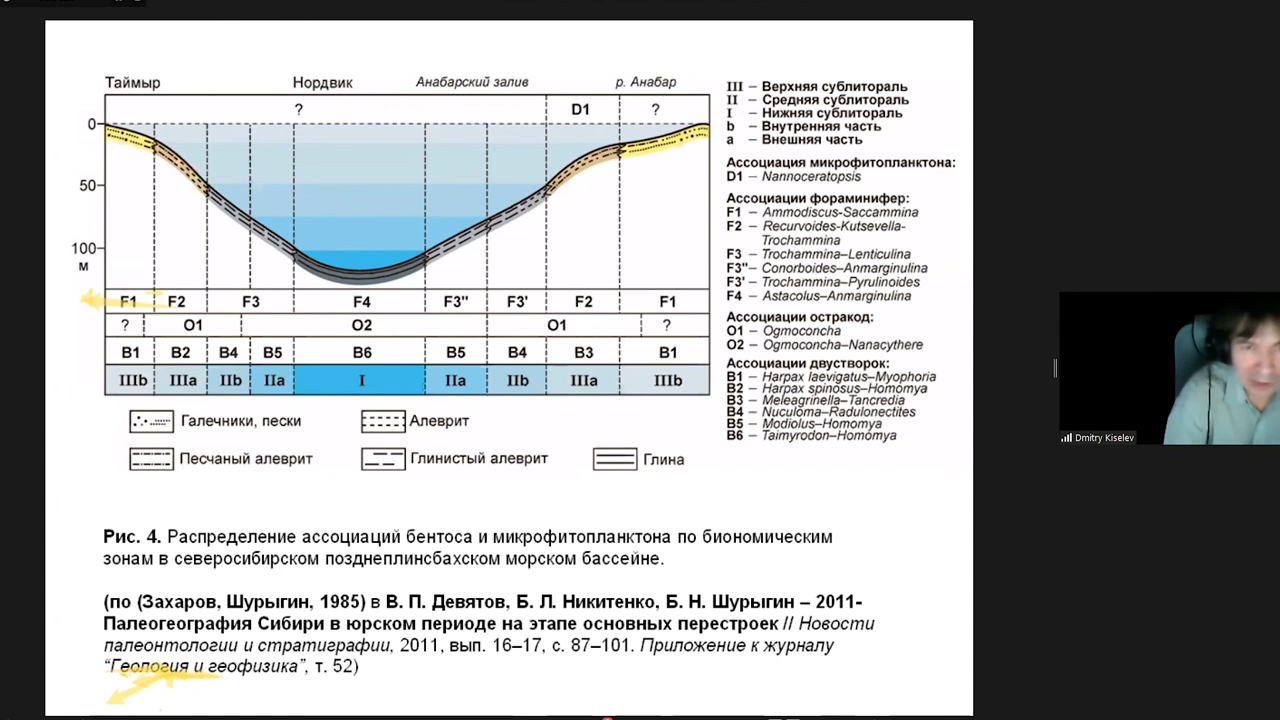 Таймыр Нордвик Анабарский залив р. Анабар
? D1 ?
0
50
100
м
F1 F2 F3 F4 F3" F3' F2 F1
? O1 O2 O1 ?
B1 B2 B4 B5 B6 B5 B4 B3 B1
IIIb IIIa IIb IIa I IIa IIb IIIa IIIb
Галечники, пески Алеврит
Песчаный алеврит Глинистый алеврит Глина
III – Верхняя сублитораль
II – Средняя сублитораль
I – Нижняя сублитораль
b – Внутренняя часть
a – Внешняя часть
Ассоциация микрофитопланктона:
D1 – Nannoceratopsis
Ассоциации фораминифер:
F1 – Ammodiscus-Saccammina
F2 – Recurvoides-Kutsevella-
Trochammina
F3 – Trochammina–Lenticulina
F3"– Conorboides–Anmarginulina
F3' – Trochammina–Pyrulinoides
F4 – Astacolus–Anmarginulina
Ассоциации остракод:
O1 – Ogmoconcha
O2 – Ogmoconcha–Nanacythere
Ассоциации двустворок:
B1 – Harpax laevigatus–Myophoria
B2 – Harpax spinosus–Homomya
B3 – Meleagrinella–Tancredia
B4 – Nuculoma–Radulonectites
B5 – Modiolus–Homomya
B6 – Taimyrodon–Homomya
Рис. 4. Распределение ассоциаций бентоса и микрофитопланктона по биономическим
зонам в северосибирском позднеплинсбахском морском бассейне.
(по (Захаров, Шурыгин, 1985) в В. П. Девятов, Б. Л. Никитенко, Б. Н. Шурыгин – 2011-
Палеогеография Сибири в юрском периоде на этапе основных перестроек // Новости
палеонтологии и стратиграфии, 2011, вып. 16–17, с. 87–101. Приложение к журналу
“Геология и геофизика”, т. 52)
Dmitry Kiselev